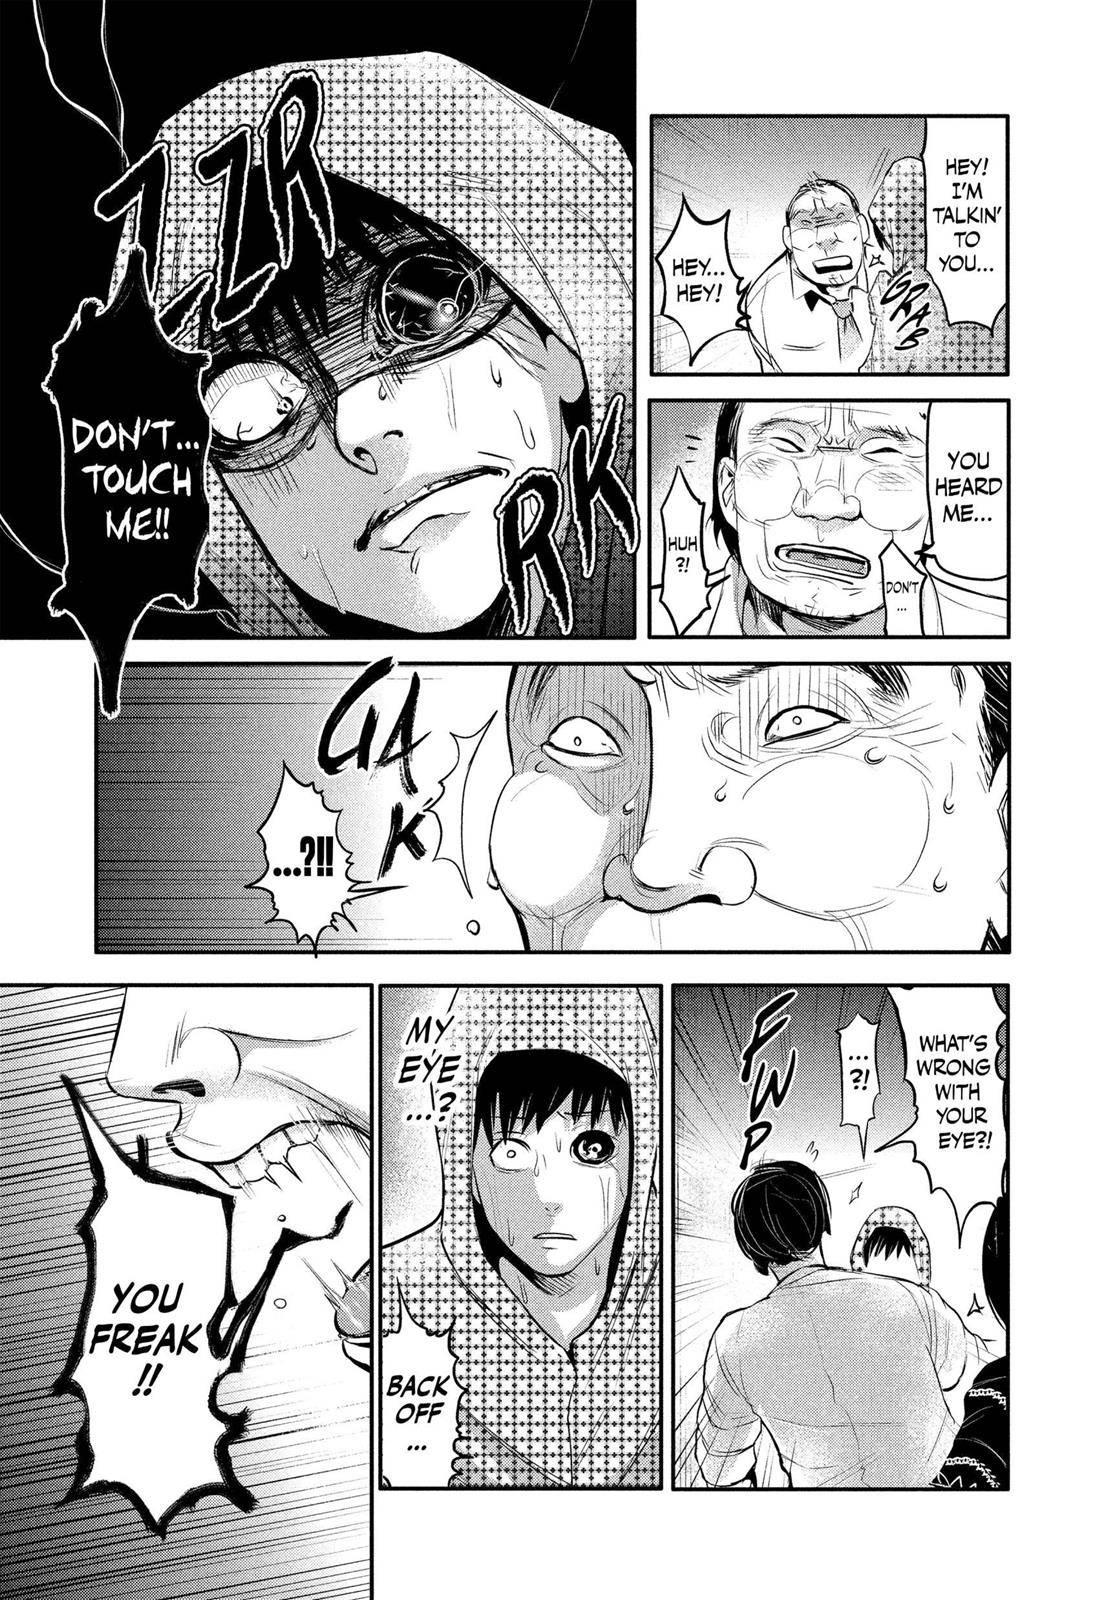 HEY!
I'M
TALKIN'
TO
YOU...
HEY...
HEY!
GRAB
YOU
HEARD
ME...
DON'T
...
HUH
?!
ZZR
RK
DON'T...
TOUCH
ME!!
GAK
...?!!
WHAT'S
WRONG
WITH
YOUR
EYE?!
...
?!
FWP
MY
EYE
...?
BACK
OFF
...
YOU
FREAK
!!